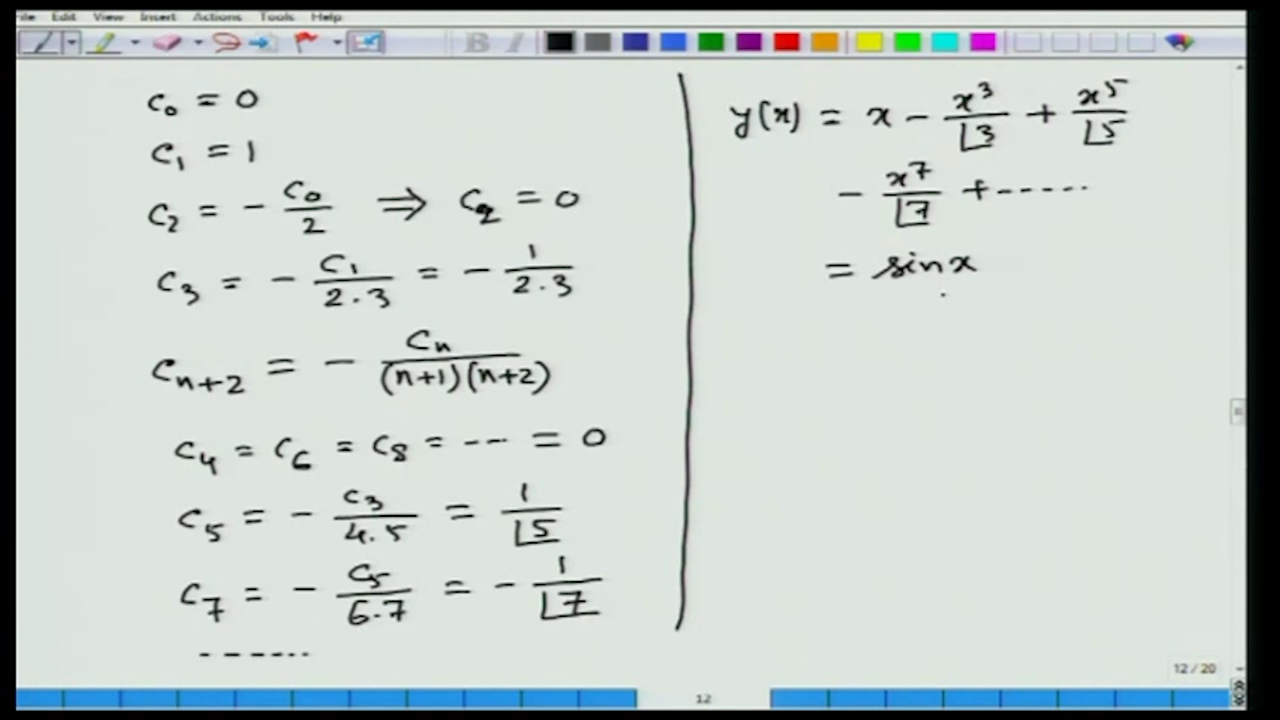 File Edit View Insert Actions Tools Help
B I
c₀ = 0
c₁ = 1
c₂ = - c₀/2 ⇒ c₂ = 0
c₃ = - c₁/2·3 = - 1/2·3
cₙ₊₂ = - cₙ/(n+1)(n+2)
c₄ = c₆ = c₈ = --- = 0
c₅ = - c₃/4.5 = 1/⌊5
c₇ = - c₅/6·7 = - 1/⌊7
------
y(x) = x - x³/⌊3 + x⁵/⌊5
- x⁷/⌊7 + -----
= sin x
12 / 20
12